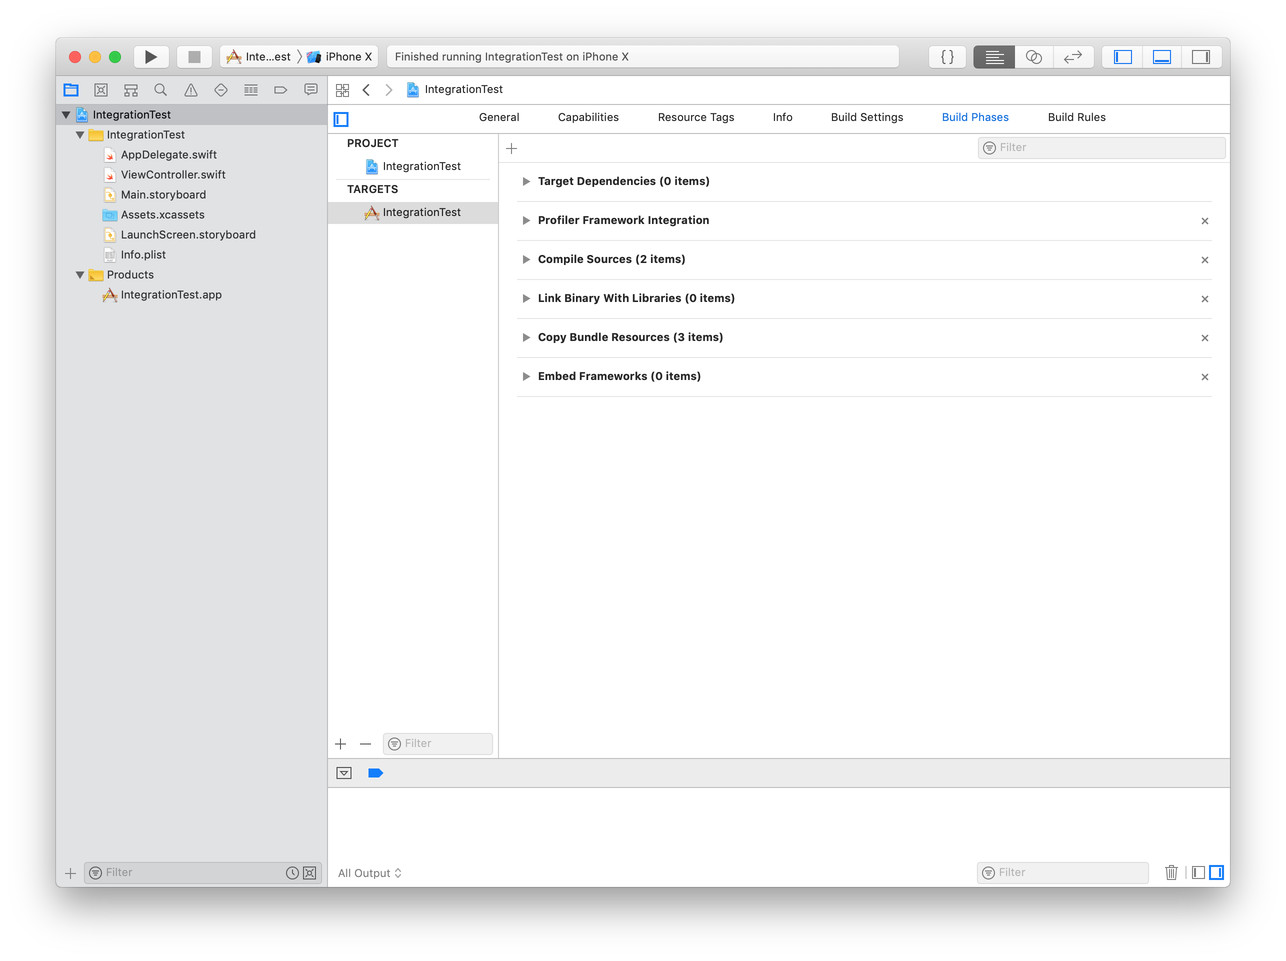 Inte...est
iPhone X
Finished running IntegrationTest on iPhone X
{ }
IntegrationTest
IntegrationTest
IntegrationTest
AppDelegate.swift
ViewController.swift
Main.storyboard
Assets.xcassets
LaunchScreen.storyboard
Info.plist
Products
IntegrationTest.app
Filter
General
Capabilities
Resource Tags
Info
Build Settings
Build Phases
Build Rules
PROJECT
IntegrationTest
TARGETS
IntegrationTest
Filter
Filter
Target Dependencies (0 items)
Profiler Framework Integration
Compile Sources (2 items)
Link Binary With Libraries (0 items)
Copy Bundle Resources (3 items)
Embed Frameworks (0 items)
All Output
Filter